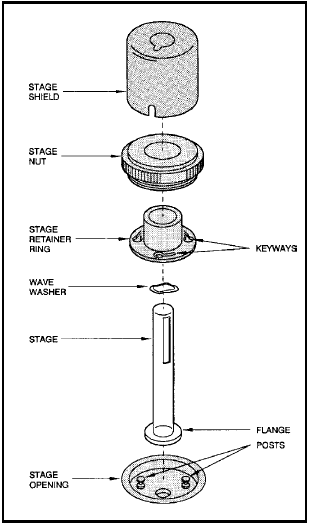 STAGE
SHIELD
STAGE
NUT
STAGE
RETAINER
RING
KEYWAYS
WAVE
WASHER
STAGE
FLANGE
POSTS
STAGE
OPENING